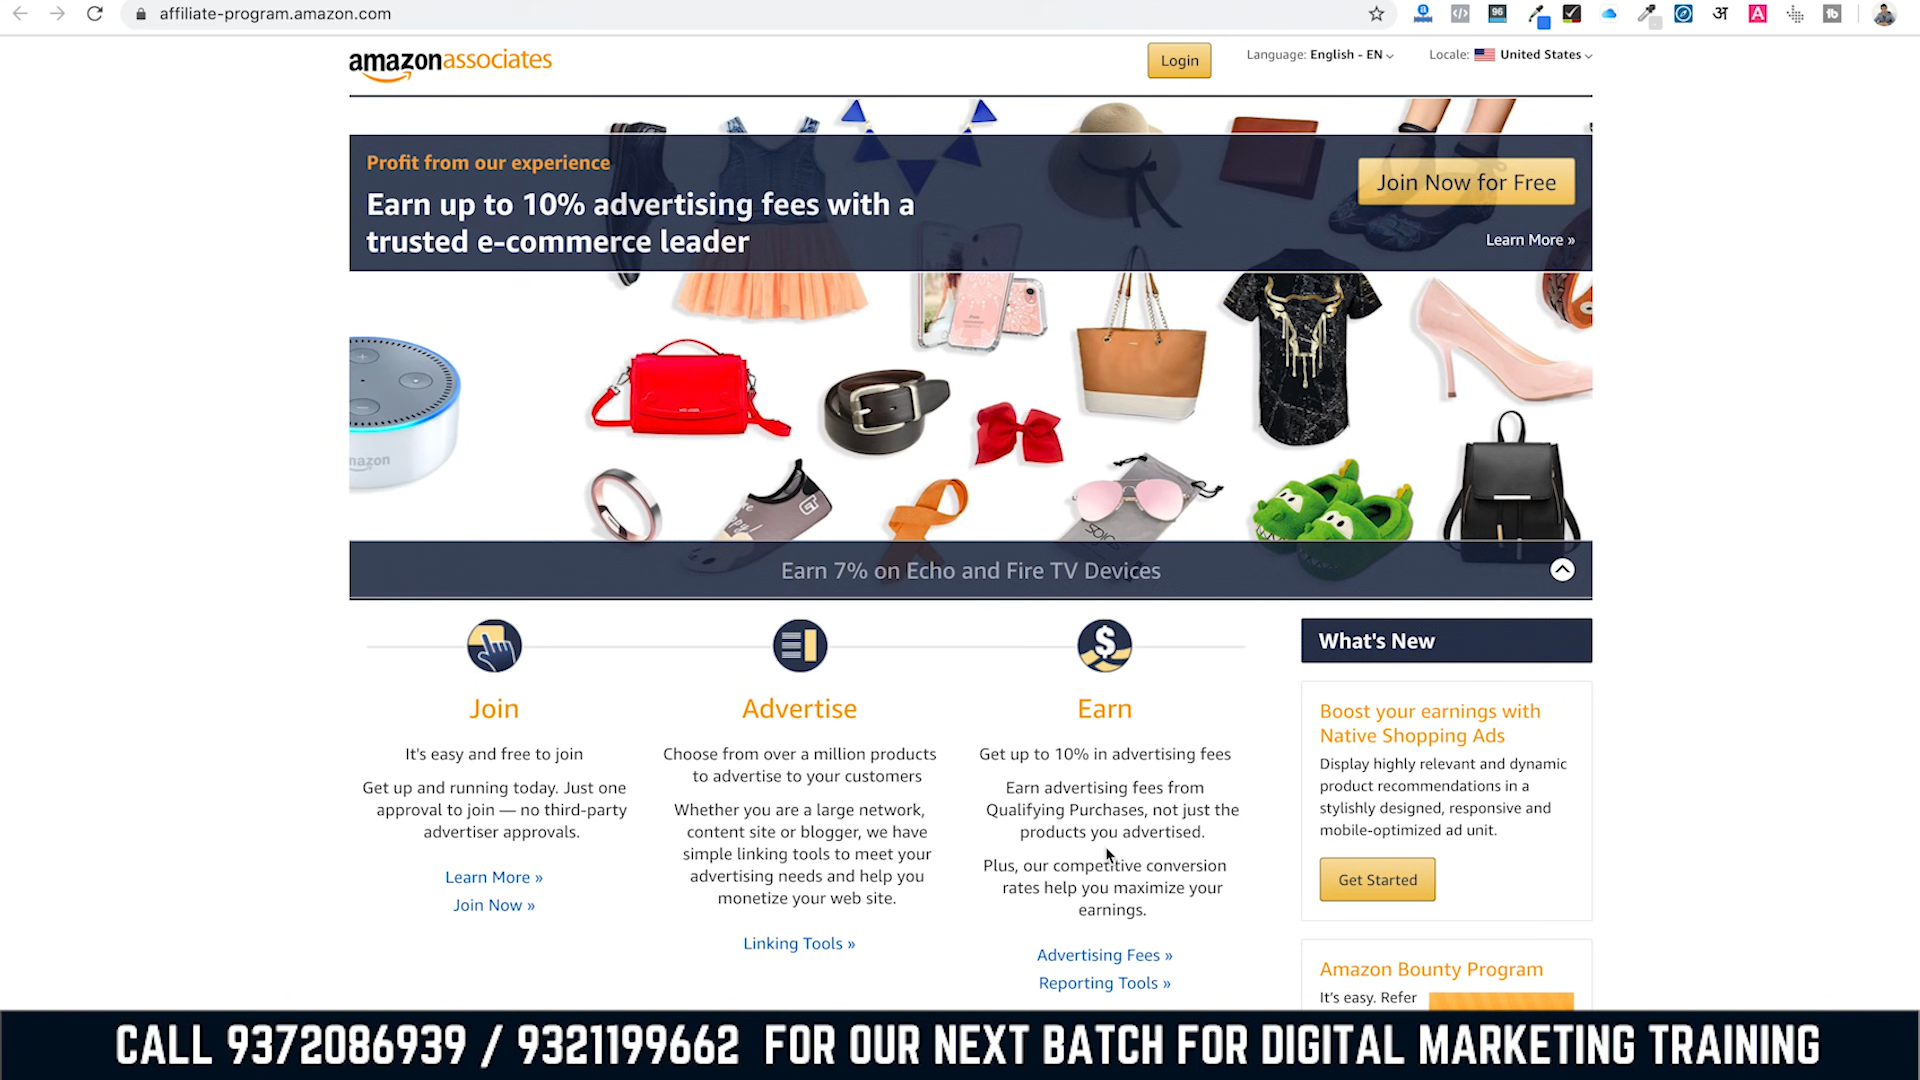 affiliate-program.amazon.com
96
अ
A
tb
amazonassociates
Login
Language: English - EN
Locale: United States
Profit from our experience
Earn up to 10% advertising fees with a
trusted e-commerce leader
Join Now for Free
Learn More »
amazon
Earn 7% on Echo and Fire TV Devices
Join
It's easy and free to join
Get up and running today. Just one
approval to join — no third-party
advertiser approvals.
Learn More »
Join Now »
Advertise
Choose from over a million products
to advertise to your customers
Whether you are a large network,
content site or blogger, we have
simple linking tools to meet your
advertising needs and help you
monetize your web site.
Linking Tools »
Earn
Get up to 10% in advertising fees
Earn advertising fees from
Qualifying Purchases, not just the
products you advertised.
Plus, our competitive conversion
rates help you maximize your
earnings.
Advertising Fees »
Reporting Tools »
What's New
Boost your earnings with
Native Shopping Ads
Display highly relevant and dynamic
product recommendations in a
stylishly designed, responsive and
mobile-optimized ad unit.
Get Started
Amazon Bounty Program
It's easy. Refer
CALL 9372086939 / 9321199662 FOR OUR NEXT BATCH FOR DIGITAL MARKETING TRAINING